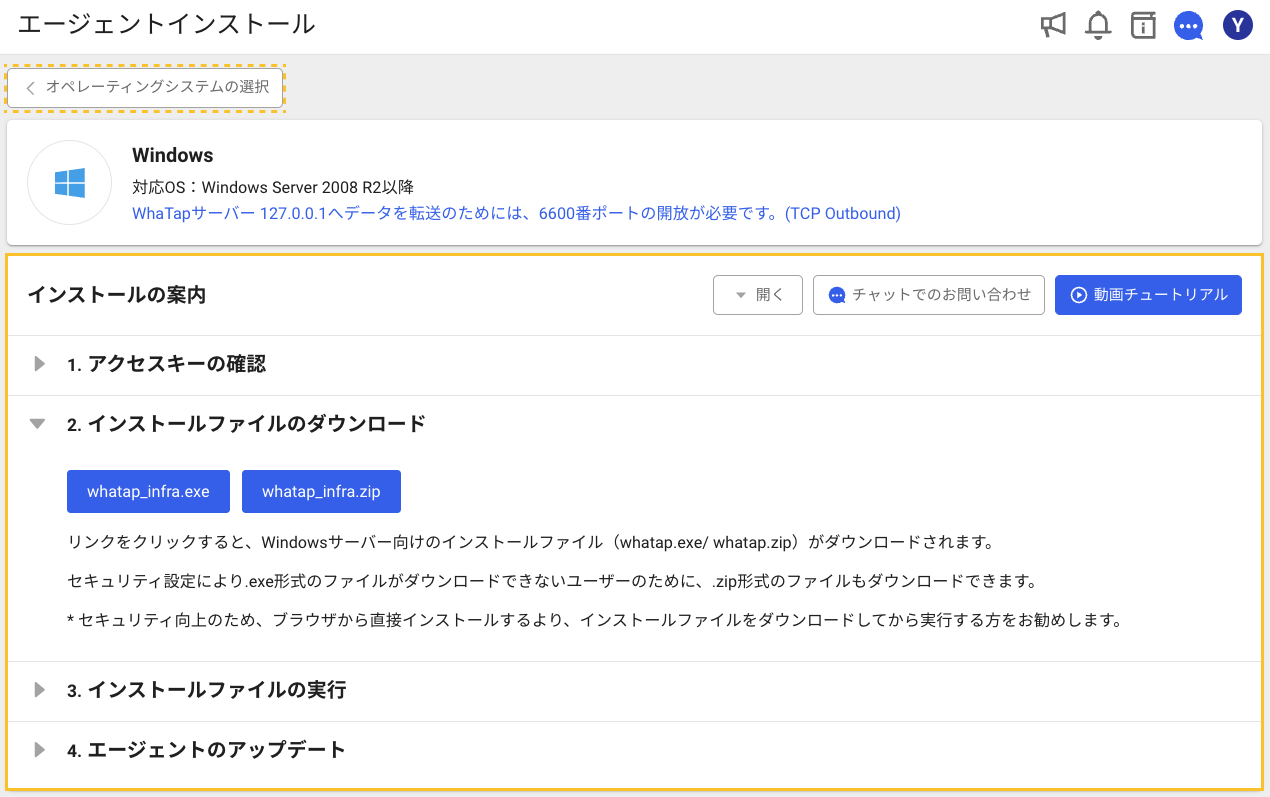 エージェントインストール
Y
オペレーティングシステムの選択
Windows
対応OS：Windows Server 2008 R2以降
WhaTapサーバー 127.0.0.1へデータを転送のためには、6600番ポートの開放が必要です。(TCP Outbound)
インストールの案内
開く
チャットでのお問い合わせ
動画チュートリアル
1. アクセスキーの確認
2. インストールファイルのダウンロード
whatap_infra.exe
whatap_infra.zip
リンクをクリックすると、Windowsサーバー向けのインストールファイル（whatap.exe/ whatap.zip）がダウンロードされます。
セキュリティ設定により.exe形式のファイルがダウンロードできないユーザーのために、.zip形式のファイルもダウンロードできます。
* セキュリティ向上のため、ブラウザから直接インストールするより、インストールファイルをダウンロードしてから実行する方をお勧めします。
3. インストールファイルの実行
4. エージェントのアップデート